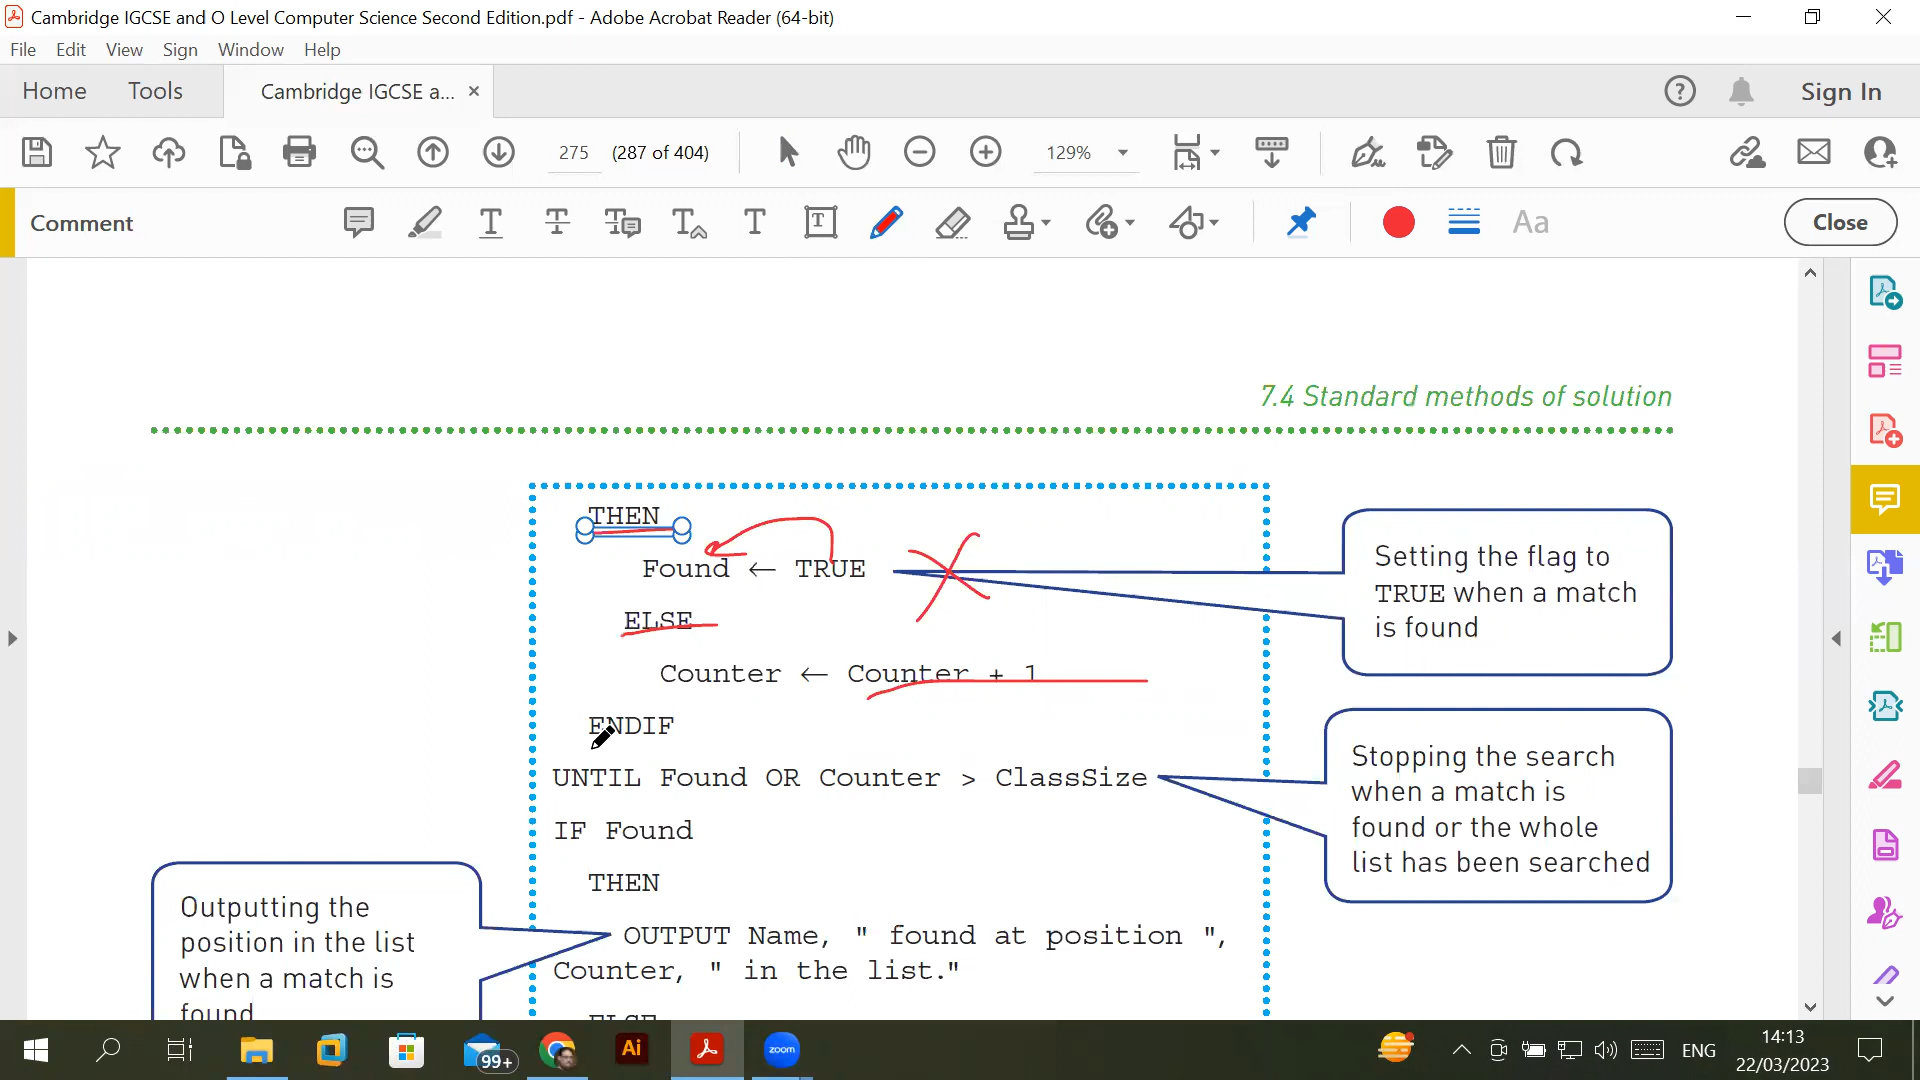 Cambridge IGCSE and O Level Computer Science Second Edition.pdf - Adobe Acrobat Reader (64-bit)
File Edit View Sign Window Help
Home Tools Cambridge IGCSE a... × Sign In
275 (287 of 404) 129%
Comment Aa Close
7.4 Standard methods of solution
THEN
Found ← TRUE
ELSE
Counter ← Counter + 1
ENDIF
UNTIL Found OR Counter > ClassSize
IF Found
THEN
OUTPUT Name, " found at position ",
Counter, " in the list."
ELSE
Setting the flag to
TRUE when a match
is found
Stopping the search
when a match is
found or the whole
list has been searched
Outputting the
position in the list
when a match is
found
99+ Ai zoom ENG 14:13
22/03/2023